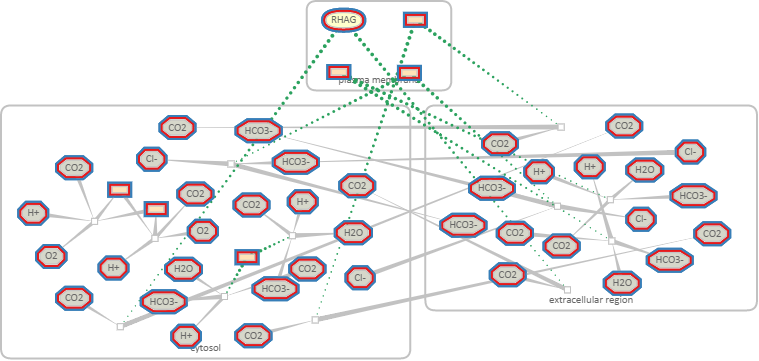 RHAG
plasma membrane
CO2
HCO3-
CO2
CO2
Cl-
Cl-
HCO3-
CO2
H+
H+
H2O
CO2
HCO3-
HCO3-
CO2
CO2
H+
H+
Cl-
HCO3-
O2
H2O
CO2
CO2
CO2
O2
HCO3-
H+
H2O
CO2
CO2
Cl-
HCO3-
H2O
CO2
HCO3-
extracellular region
H+
CO2
cytosol